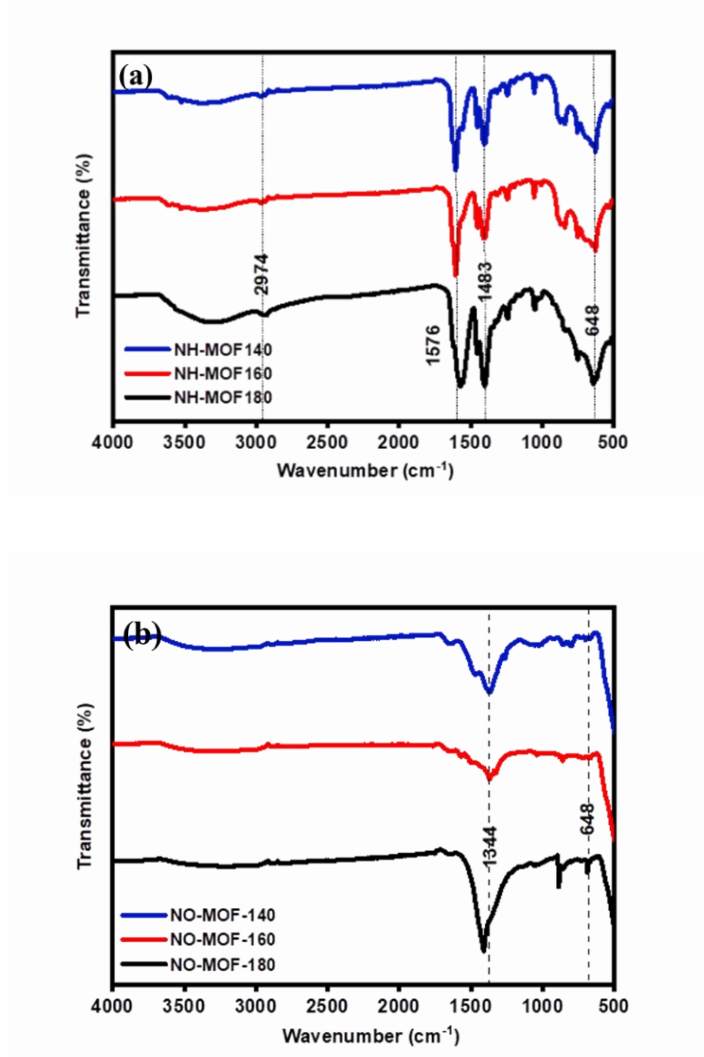 (a)
Transmittance (%)
2974
1576
1483
648
NH-MOF140
NH-MOF160
NH-MOF180
4000 3500 3000 2500 2000 1500 1000 500
Wavenumber (cm⁻¹)
(b)
Transmittance (%)
1344
648
NO-MOF-140
NO-MOF-160
NO-MOF-180
4000 3500 3000 2500 2000 1500 1000 500
Wavenumber (cm⁻¹)